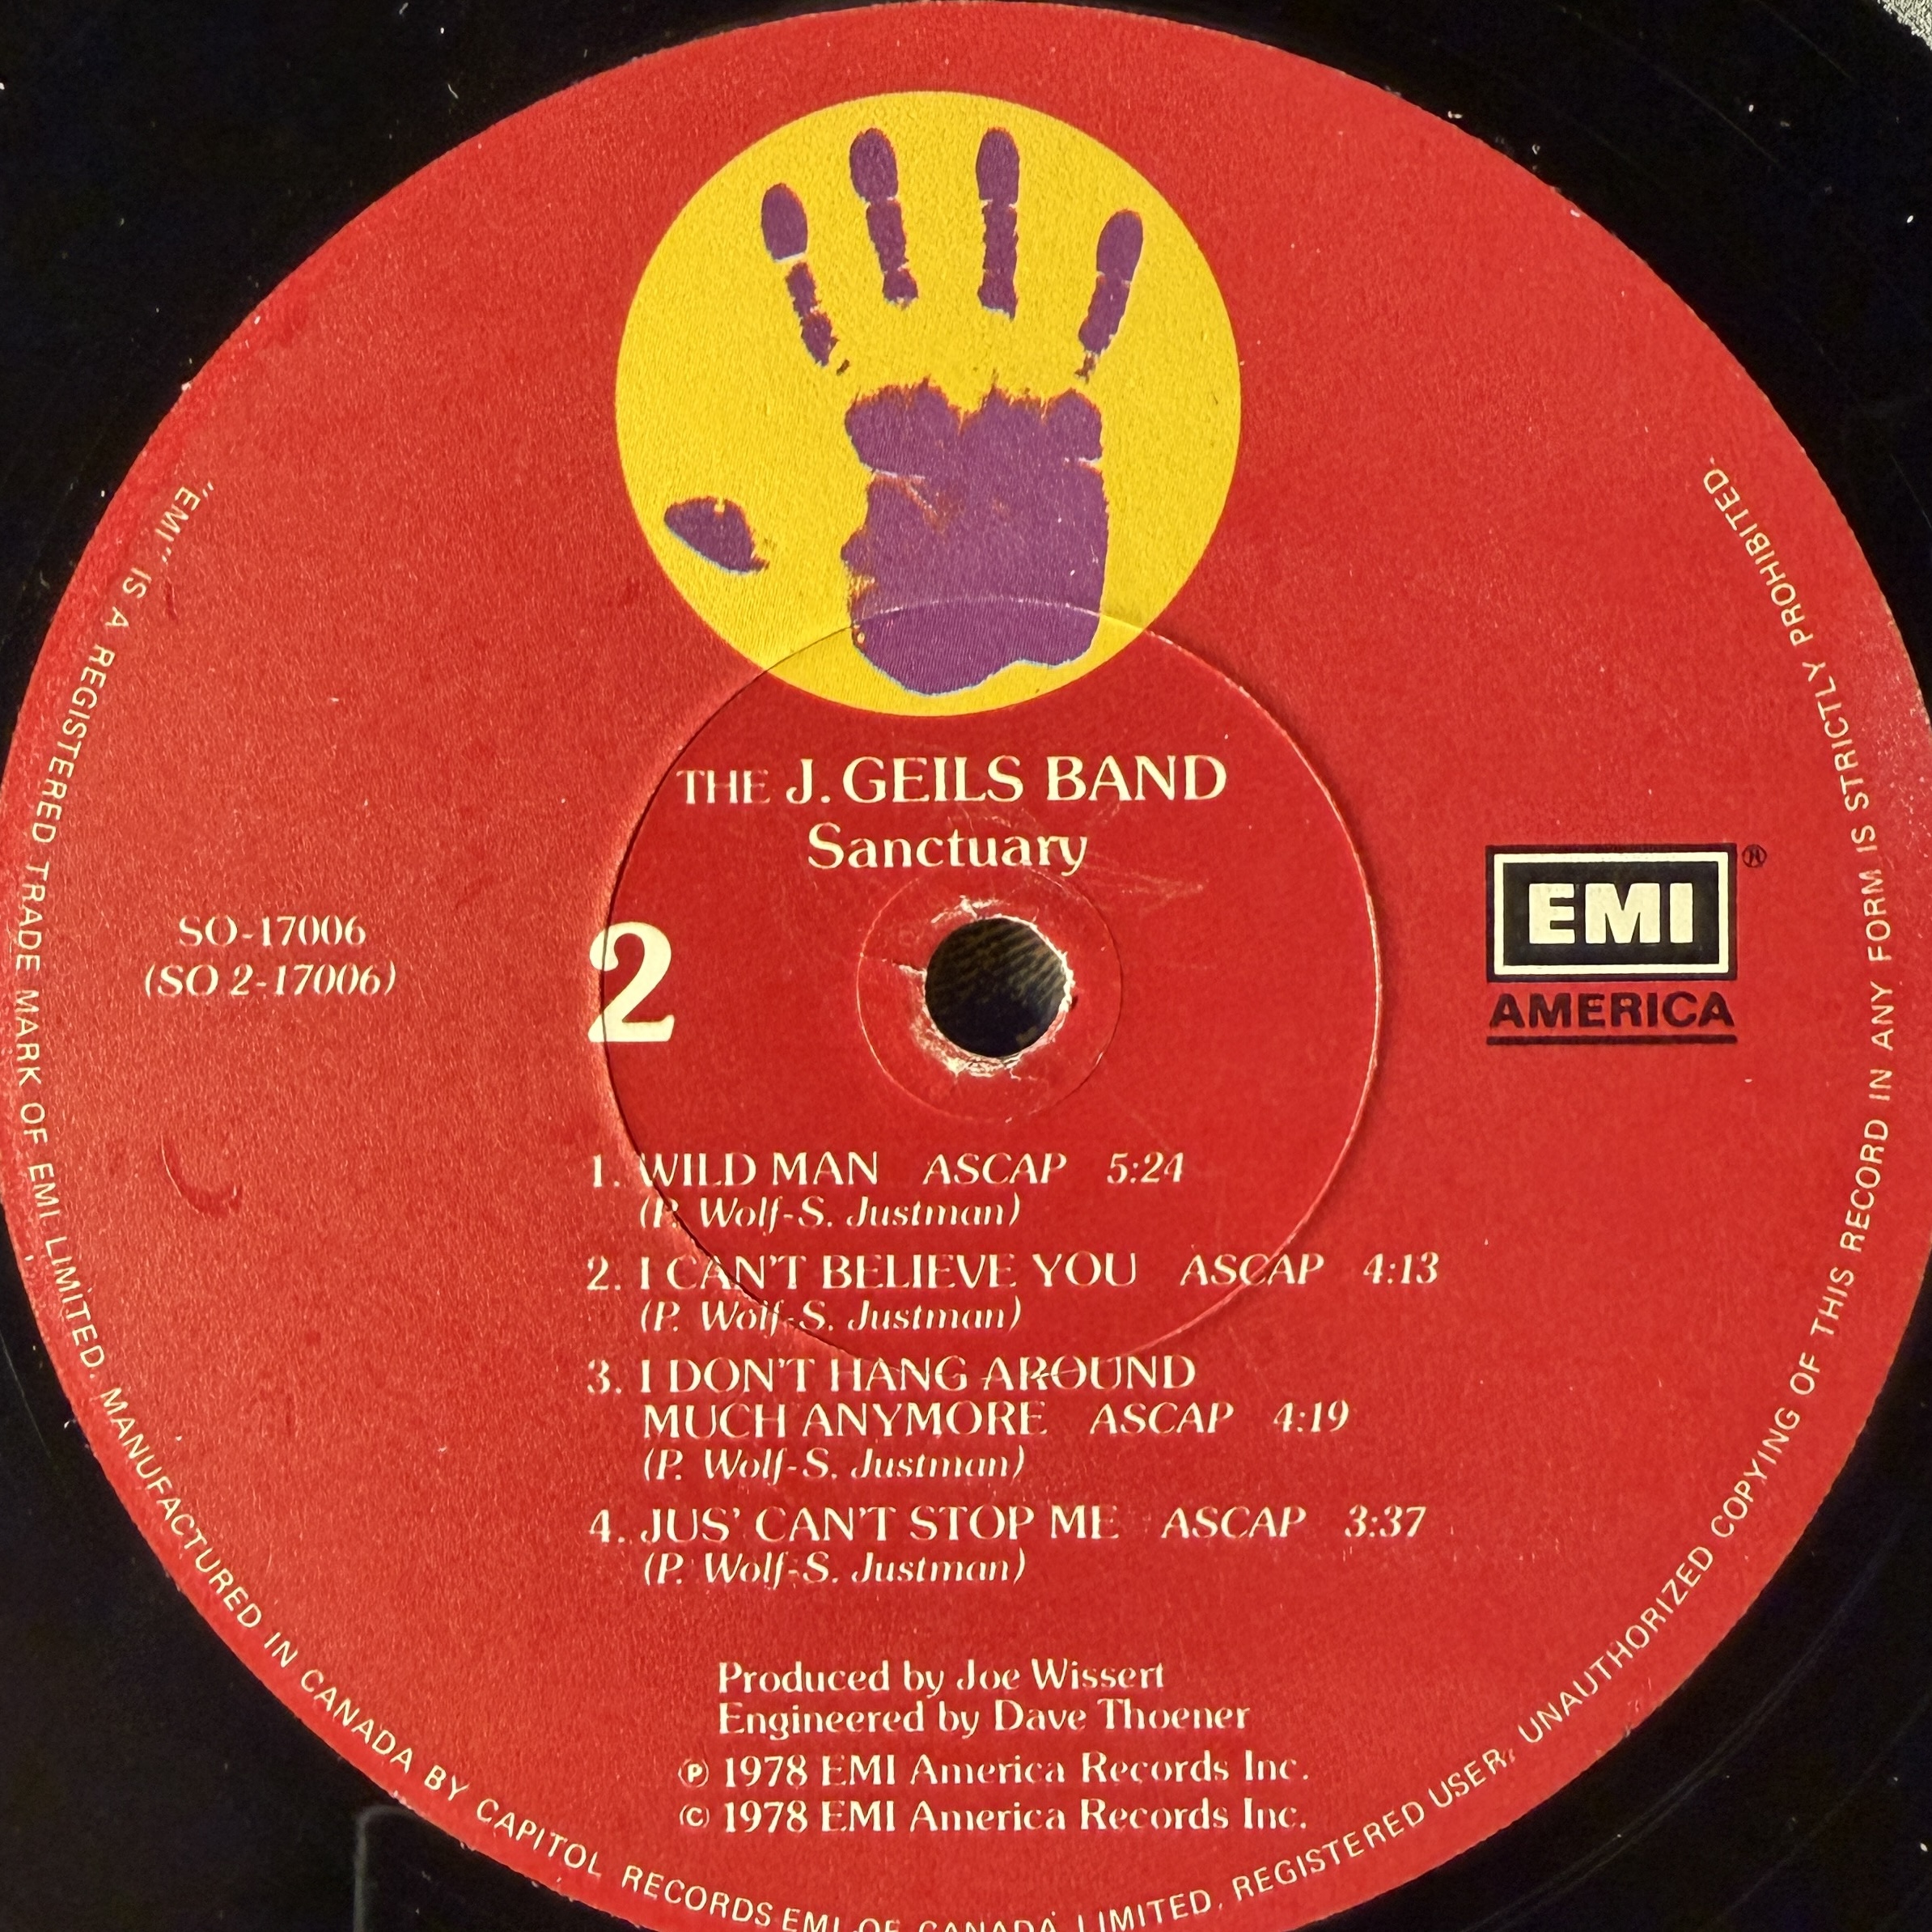 THE J. GEILS BAND
Sanctuary
SO-17006
(SO 2-17006)
2
EMI ®
AMERICA
1. WILD MAN ASCAP 5:24
(P. Wolf-S. Justman)
2. I CAN'T BELIEVE YOU ASCAP 4:13
(P. Wolf-S. Justman)
3. I DON'T HANG AROUND
MUCH ANYMORE ASCAP 4:19
(P. Wolf-S. Justman)
4. JUS' CAN'T STOP ME ASCAP 3:37
(P. Wolf-S. Justman)
Produced by Joe Wissert
Engineered by Dave Thoener
℗ 1978 EMI America Records Inc.
© 1978 EMI America Records Inc.
"EMI" IS A REGISTERED TRADE MARK OF EMI LIMITED. MANUFACTURED IN CANADA BY CAPITOL RECORDS EMI OF CANADA LIMITED, REGISTERED USER, UNAUTHORIZED COPYING OF THIS RECORD IN ANY FORM IS STRICTLY PROHIBITED.